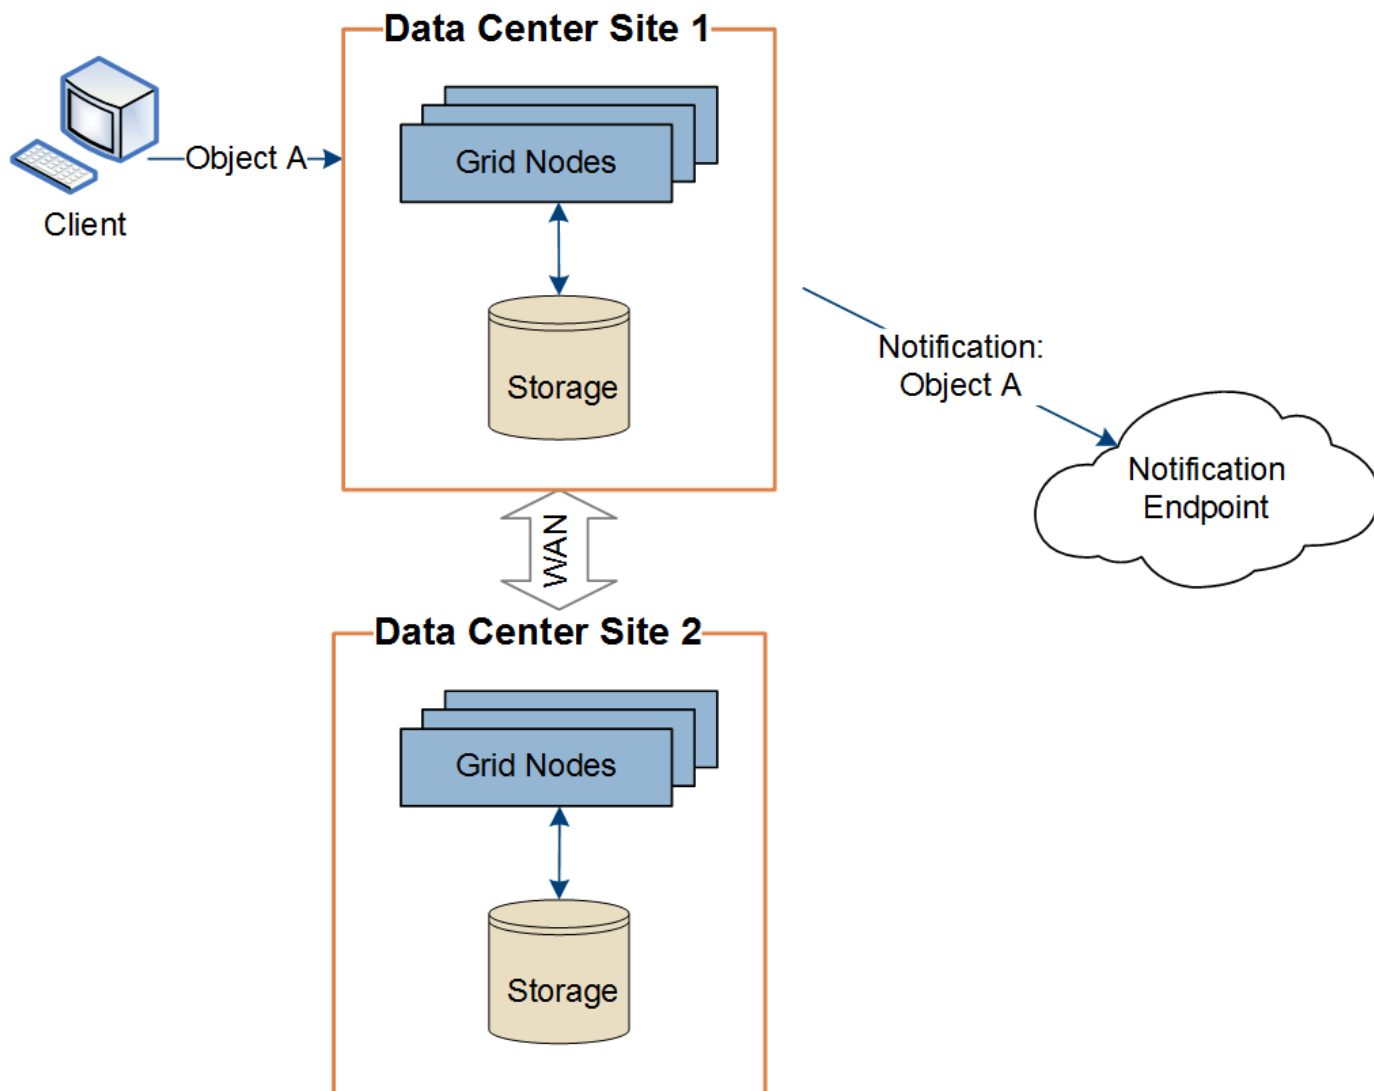 Data Center Site 1
Grid Nodes
Object A
Client
Storage
Notification:
Object A
Notification
Endpoint
WAN
Data Center Site 2
Grid Nodes
Storage